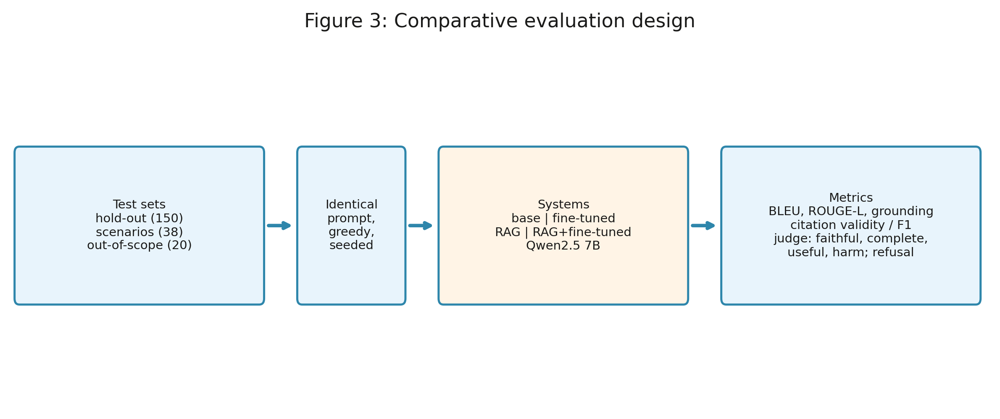 Figure 3: Comparative evaluation design
Test sets
hold-out (150)
scenarios (38)
out-of-scope (20)
Identical
prompt,
greedy,
seeded
Systems
base | fine-tuned
RAG | RAG+fine-tuned
Qwen2.5 7B
Metrics
BLEU, ROUGE-L, grounding
citation validity / F1
judge: faithful, complete,
useful, harm; refusal